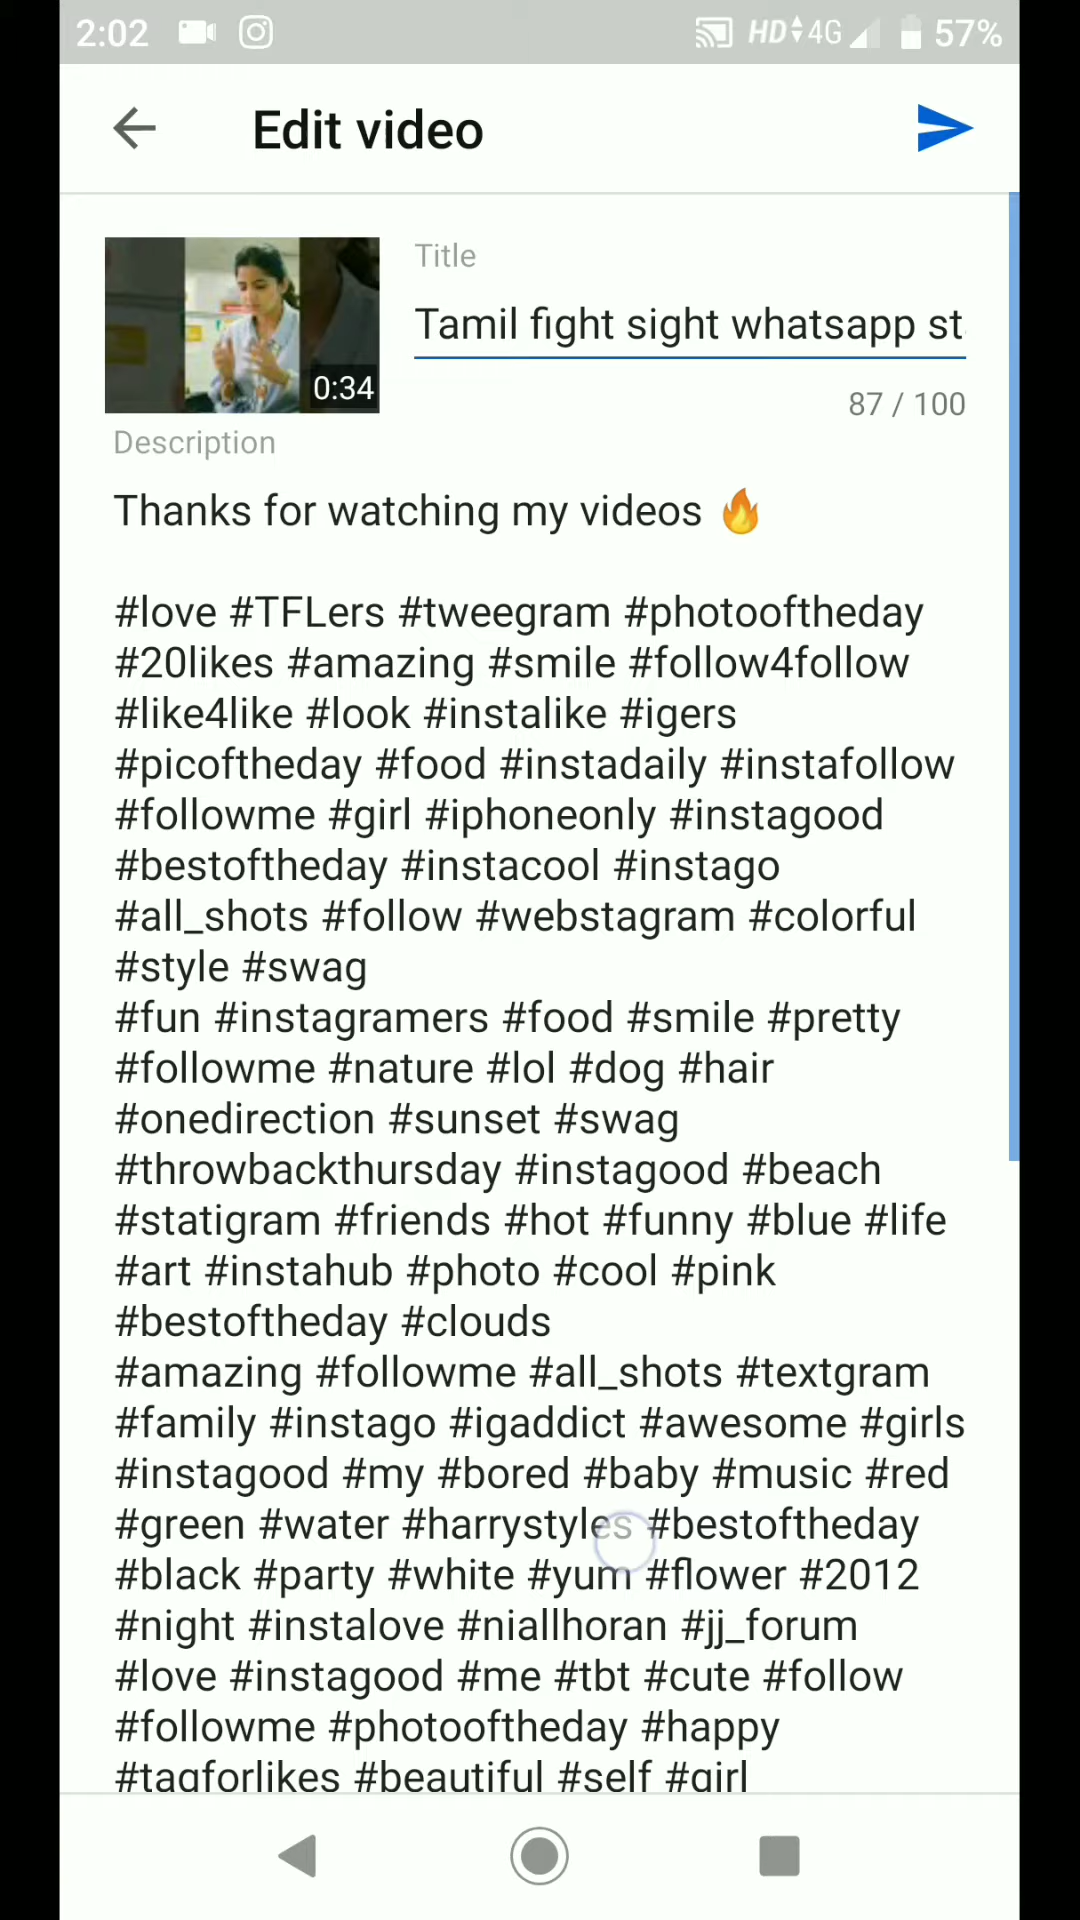 2:02 HD 4G 57%
Edit video
Title
Tamil fight sight whatsapp st
0:34
87 / 100
Description
Thanks for watching my videos 🔥
#love #TFLers #tweegram #photooftheday
#20likes #amazing #smile #follow4follow
#like4like #look #instalike #igers
#picoftheday #food #instadaily #instafollow
#followme #girl #iphoneonly #instagood
#bestoftheday #instacool #instago
#all_shots #follow #webstagram #colorful
#style #swag
#fun #instagramers #food #smile #pretty
#followme #nature #lol #dog #hair
#onedirection #sunset #swag
#throwbackthursday #instagood #beach
#statigram #friends #hot #funny #blue #life
#art #instahub #photo #cool #pink
#bestoftheday #clouds
#amazing #followme #all_shots #textgram
#family #instago #igaddict #awesome #girls
#instagood #my #bored #baby #music #red
#green #water #harrystyles #bestoftheday
#black #party #white #yum #flower #2012
#night #instalove #niallhoran #jj_forum
#love #instagood #me #tbt #cute #follow
#followme #photooftheday #happy
#tagforlikes #beautiful #self #girl